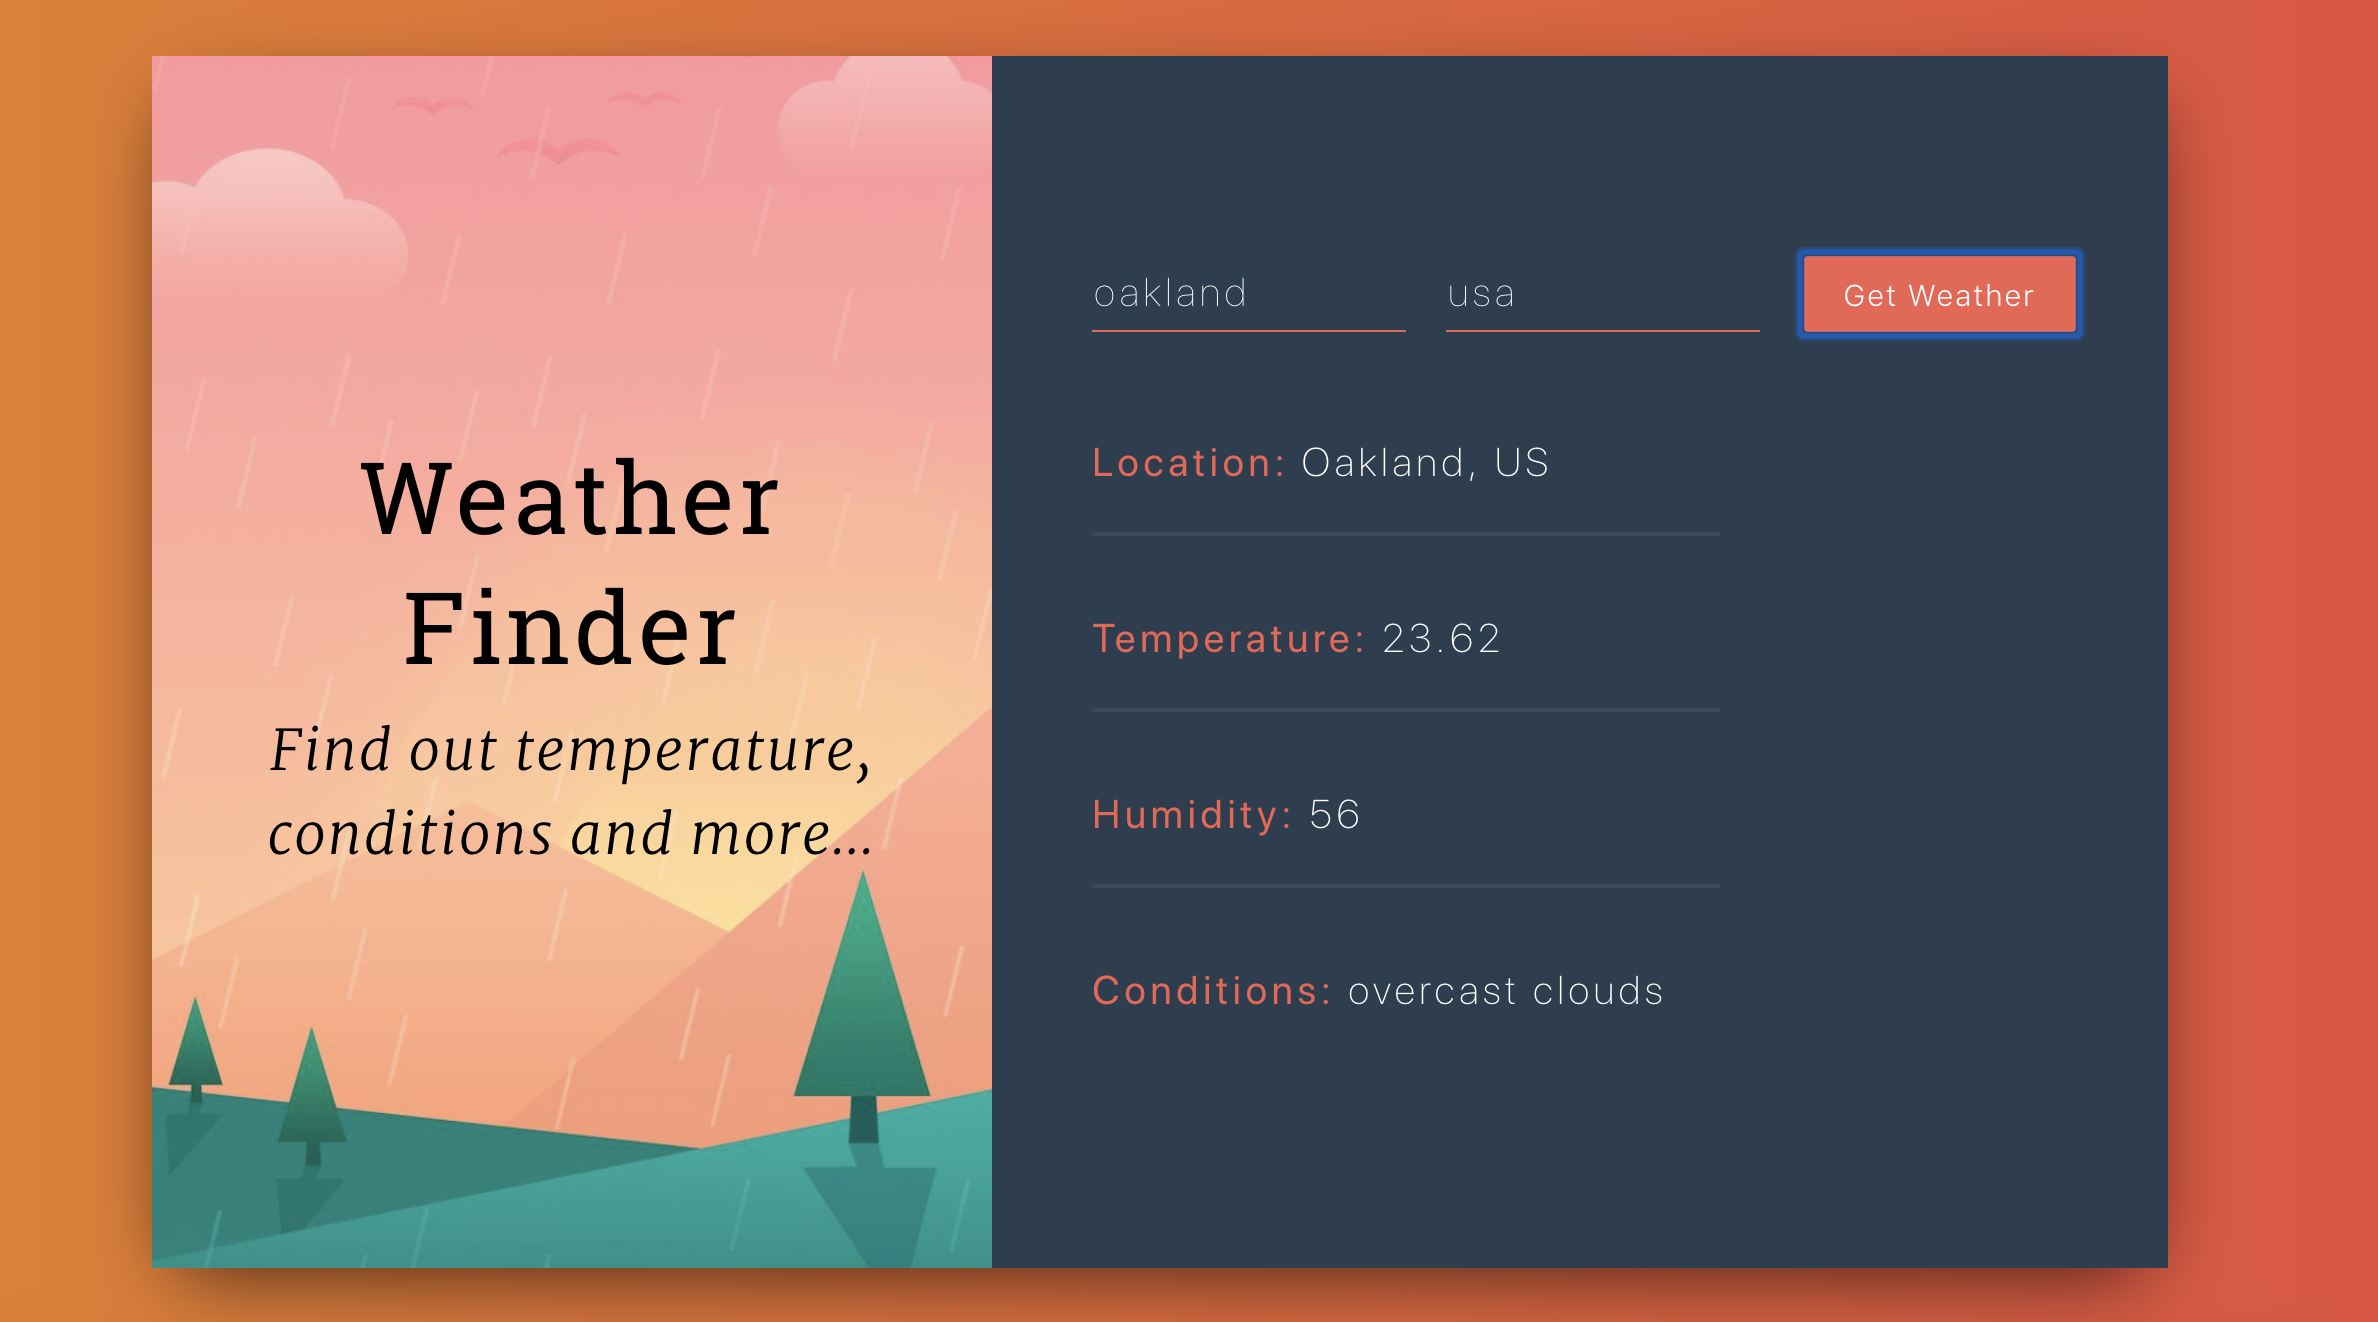 Weather
Finder
Find out temperature,
conditions and more...
oakland
usa
Get Weather
Location: Oakland, US
Temperature: 23.62
Humidity: 56
Conditions: overcast clouds